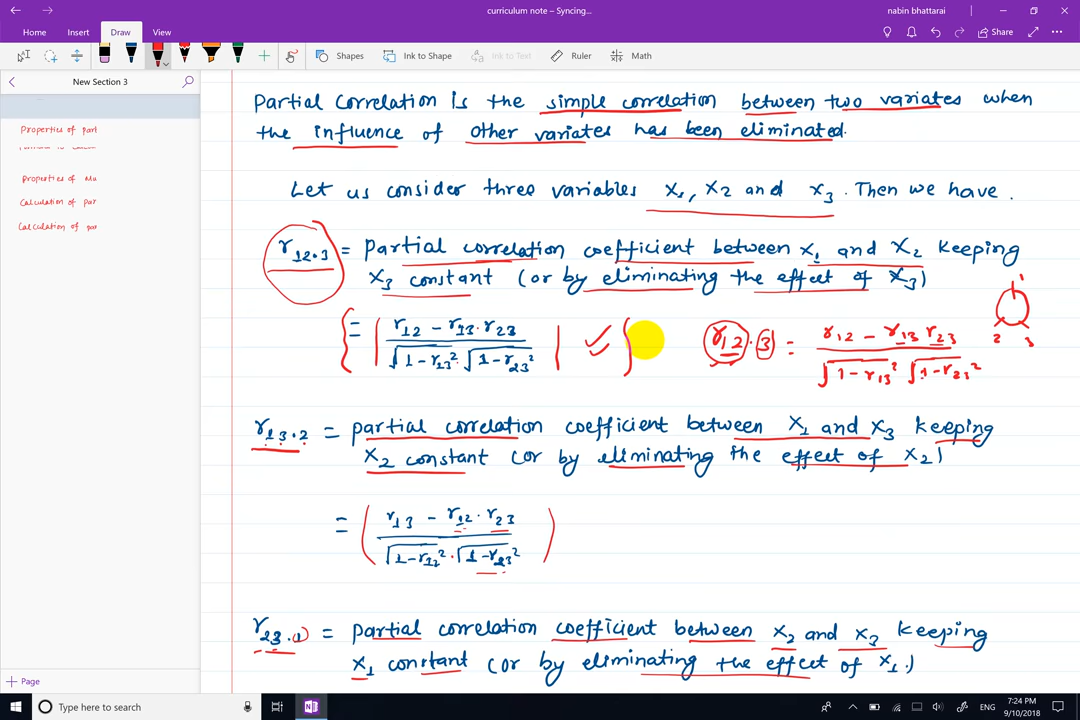 curriculum note – Syncing...
nabin bhattarai
Home Insert Draw View
Share
Shapes Ink to Shape Ink to Text Ruler Math
New Section 3
Properties of part
Properties of Mu
Calculation of par
Calculation of par
Partial Correlation is the simple correlation between two variates when
the influence of other variates has been eliminated.
Let us consider three variables x₁, x₂ and x₃. Then we have.
r₁₂.₃ = partial correlation coefficient between x₁ and x₂ keeping
x₃ constant (or by eliminating the effect of x₃)
= r₁₂ – r₁₃ . r₂₃ / √1–r₁₃² . √1–r₂₃²
r₁₂.₃ = r₁₂ – r₁₃ r₂₃ / √1–r₁₃² √1–r₂₃²
1
2 3
r₁₃.₂ = partial correlation coefficient between x₁ and x₃ keeping
x₂ constant (or by eliminating the effect of x₂)
= ( r₁₃ – r₁₂ . r₂₃ / √1–r₁₂² . √1–r₂₃² )
r₂₃.₁ = partial correlation coefficient between x₂ and x₃ keeping
x₁ constant (or by eliminating the effect of x₁.)
+ Page
Type here to search
ENG
7:24 PM
9/10/2018